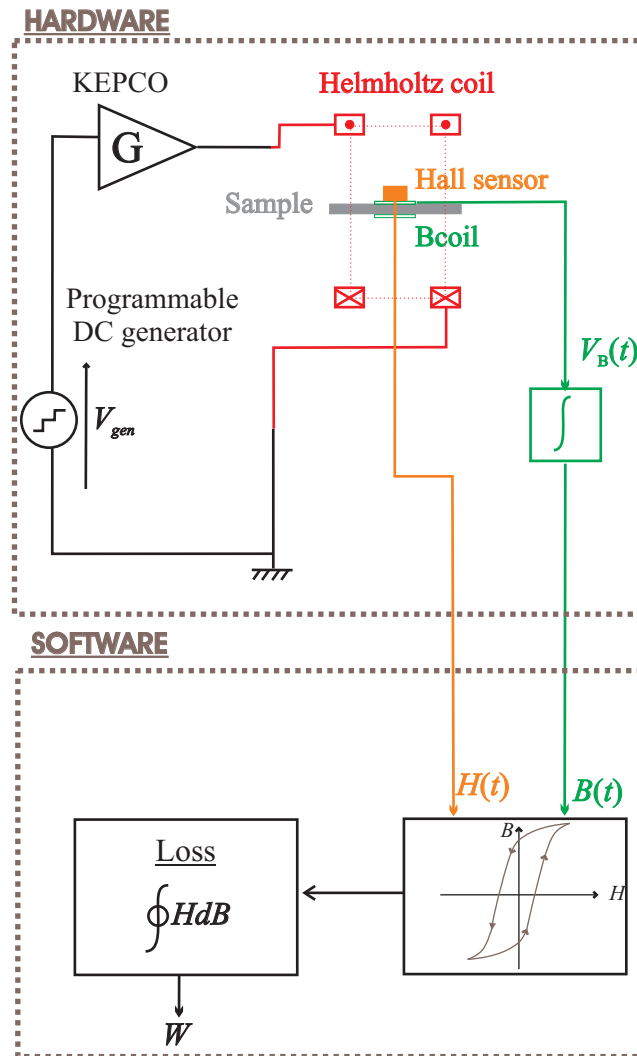 HARDWARE
KEPCO
Helmholtz coil
G
Hall sensor
Sample
Bcoil
Programmable
DC generator
V_B(t)
V_gen
∫
SOFTWARE
H(t)
B(t)
Loss
B
∮HdB
H
W